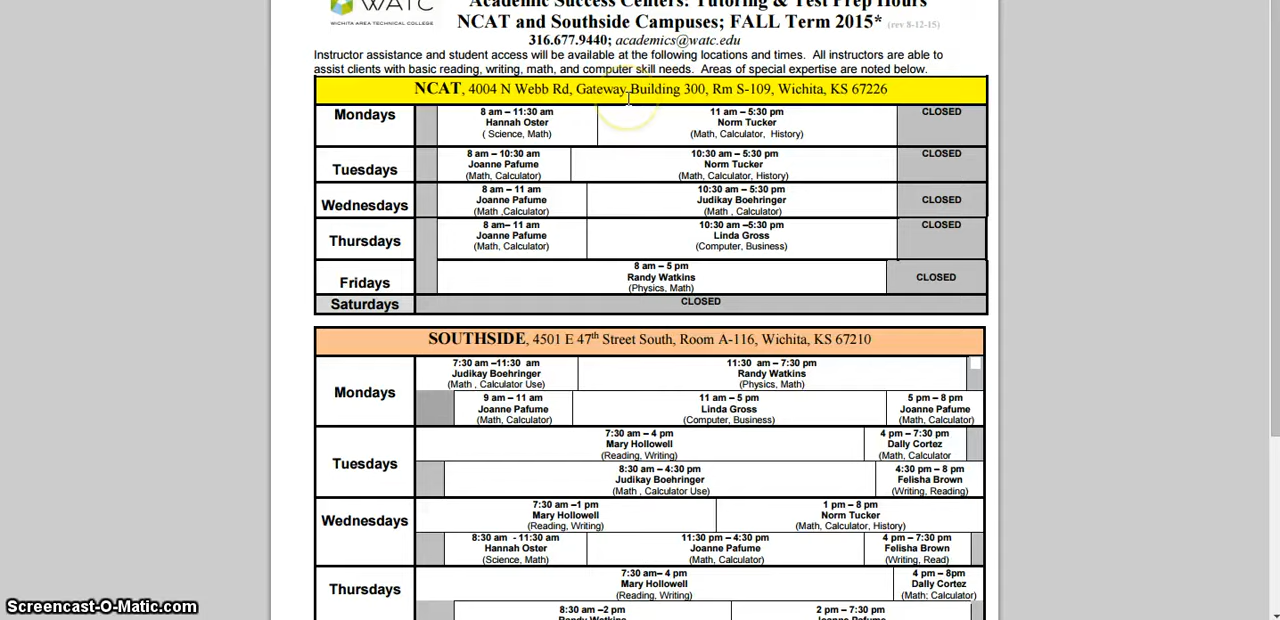 WATC
WICHITA AREA TECHNICAL COLLEGE
Academic Success Centers: Tutoring & Test Prep Hours
NCAT and Southside Campuses; FALL Term 2015* (rev 8-12-15)
316.677.9440; academics@watc.edu
Instructor assistance and student access will be available at the following locations and times. All instructors are able to
assist clients with basic reading, writing, math, and computer skill needs. Areas of special expertise are noted below.
NCAT, 4004 N Webb Rd, Gateway Building 300, Rm S-109, Wichita, KS 67226
Mondays
8 am – 11:30 am
Hannah Oster
( Science, Math)
11 am – 5:30 pm
Norm Tucker
(Math, Calculator, History)
CLOSED
Tuesdays
8 am – 10:30 am
Joanne Pafume
(Math, Calculator)
10:30 am – 5:30 pm
Norm Tucker
(Math, Calculator, History)
CLOSED
Wednesdays
8 am – 11 am
Joanne Pafume
(Math ,Calculator)
10:30 am – 5:30 pm
Judikay Boehringer
(Math , Calculator)
CLOSED
Thursdays
8 am– 11 am
Joanne Pafume
(Math, Calculator)
10:30 am –5:30 pm
Linda Gross
(Computer, Business)
CLOSED
Fridays
8 am – 5 pm
Randy Watkins
(Physics, Math)
CLOSED
Saturdays
CLOSED
SOUTHSIDE, 4501 E 47th Street South, Room A-116, Wichita, KS 67210
Mondays
7:30 am –11:30 am
Judikay Boehringer
(Math , Calculator Use)
11:30 am – 7:30 pm
Randy Watkins
(Physics, Math)
9 am – 11 am
Joanne Pafume
(Math, Calculator)
11 am – 5 pm
Linda Gross
(Computer, Business)
5 pm – 8 pm
Joanne Pafume
(Math, Calculator)
Tuesdays
7:30 am – 4 pm
Mary Hollowell
(Reading, Writing)
4 pm – 7:30 pm
Dally Cortez
(Math, Calculator
8:30 am – 4:30 pm
Judikay Boehringer
(Math , Calculator Use)
4:30 pm – 8 pm
Felisha Brown
(Writing, Reading)
Wednesdays
7:30 am –1 pm
Mary Hollowell
(Reading, Writing)
1 pm – 8 pm
Norm Tucker
(Math, Calculator, History)
8:30 am - 11:30 am
Hannah Oster
(Science, Math)
11:30 pm – 4:30 pm
Joanne Pafume
(Math, Calculator)
4 pm – 7:30 pm
Felisha Brown
(Writing, Read)
Thursdays
7:30 am– 4 pm
Mary Hollowell
(Reading, Writing)
4 pm – 8pm
Dally Cortez
(Math; Calculator)
8:30 am –2 pm
Randy Watkins
2 pm – 7:30 pm
Joanne Pafume
Screencast-O-Matic.com